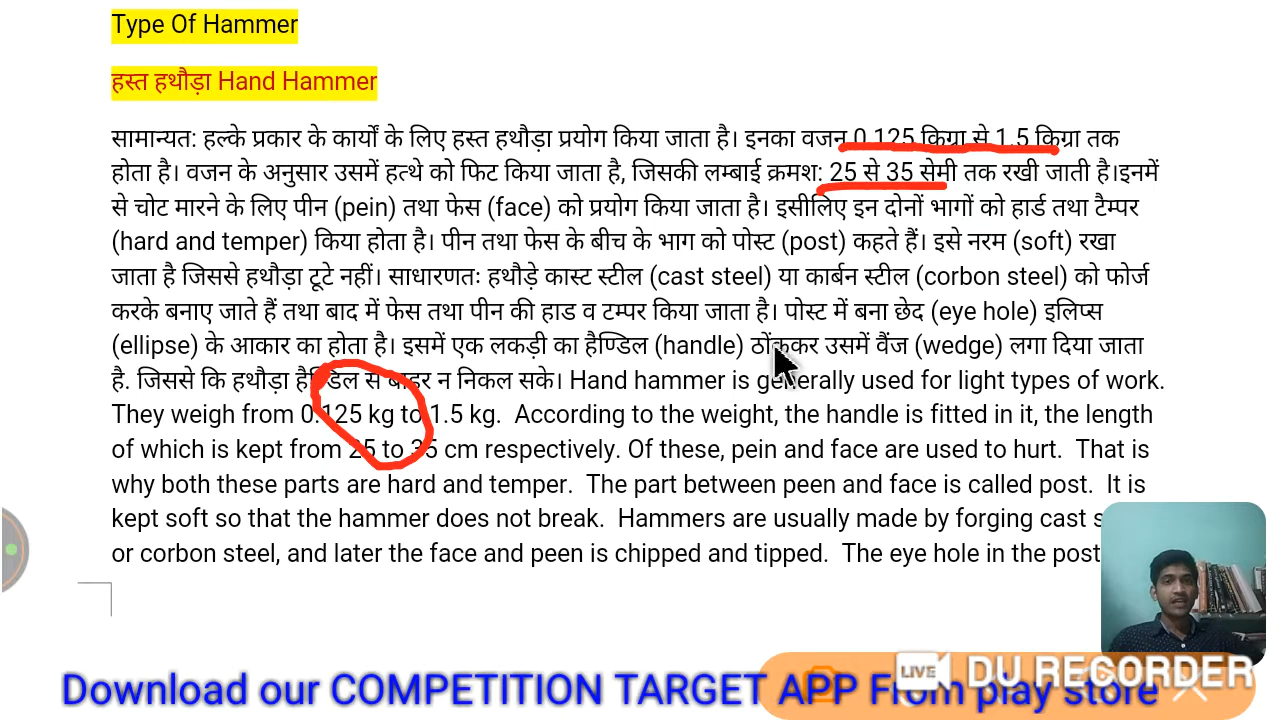 Type Of Hammer
हस्त हथौड़ा Hand Hammer
सामान्यत: हल्के प्रकार के कार्यों के लिए हस्त हथौड़ा प्रयोग किया जाता है। इनका वजन 0.125 किग्रा से 1.5 किग्रा तक
होता है। वजन के अनुसार उसमें हत्थे को फिट किया जाता है, जिसकी लम्बाई क्रमश: 25 से 35 सेमी तक रखी जाती है।इनमें
से चोट मारने के लिए पीन (pein) तथा फेस (face) को प्रयोग किया जाता है। इसीलिए इन दोनों भागों को हार्ड तथा टैम्पर
(hard and temper) किया होता है। पीन तथा फेस के बीच के भाग को पोस्ट (post) कहते हैं। इसे नरम (soft) रखा
जाता है जिससे हथौड़ा टूटे नहीं। साधारणतः हथौड़े कास्ट स्टील (cast steel) या कार्बन स्टील (corbon steel) को फोर्ज
करके बनाए जाते हैं तथा बाद में फेस तथा पीन की हाड व टम्पर किया जाता है। पोस्ट में बना छेद (eye hole) इलिप्स
(ellipse) के आकार का होता है। इसमें एक लकड़ी का हैण्डिल (handle) ठोंककर उसमें वैंज (wedge) लगा दिया जाता
है. जिससे कि हथौड़ा हैण्डिल से बाहर न निकल सके। Hand hammer is generally used for light types of work.
They weigh from 0.125 kg to 1.5 kg.  According to the weight, the handle is fitted in it, the length
of which is kept from 25 to 35 cm respectively. Of these, pein and face are used to hurt.  That is
why both these parts are hard and temper.  The part between peen and face is called post.  It is
kept soft so that the hammer does not break.  Hammers are usually made by forging cast
or corbon steel, and later the face and peen is chipped and tipped.  The eye hole in the post
Download our COMPETITION TARGET APP From play store
LIVE DU RECORDER